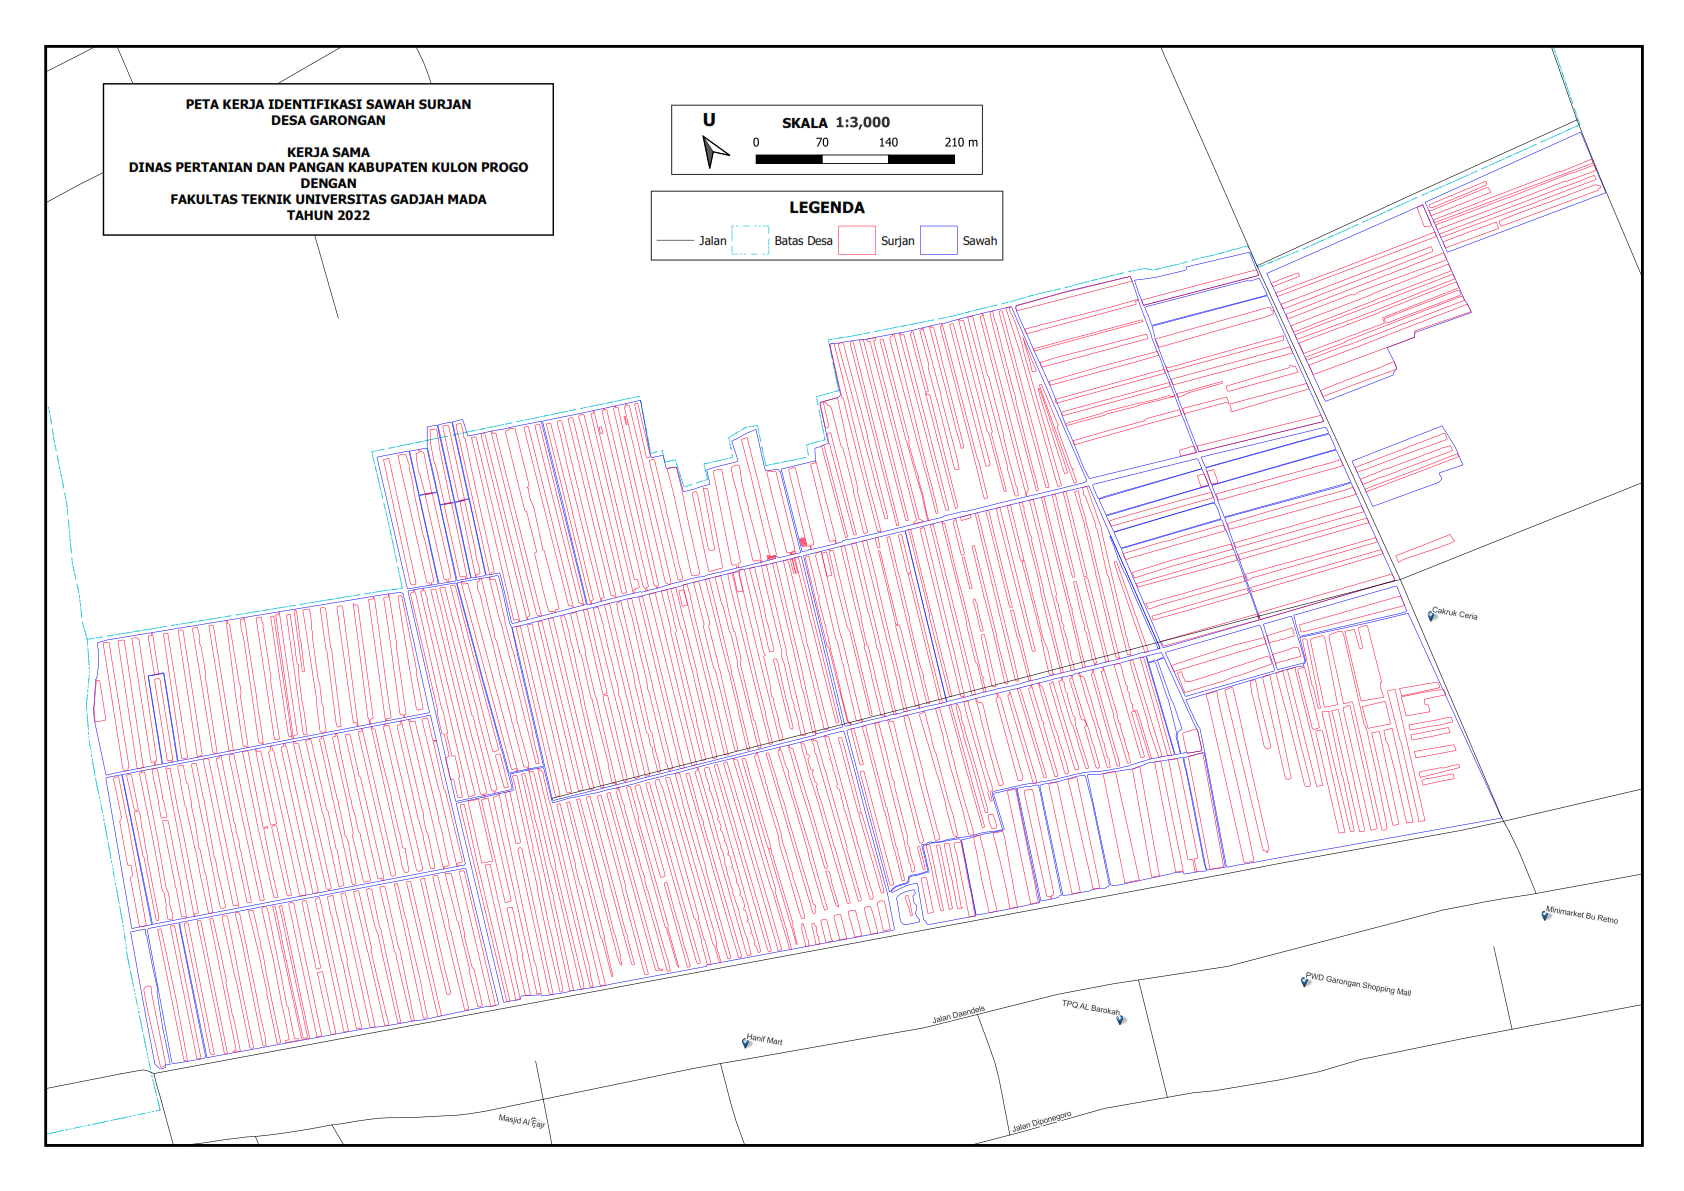 PETA KERJA IDENTIFIKASI SAWAH SURJAN
DESA GARONGAN
KERJA SAMA
DINAS PERTANIAN DAN PANGAN KABUPATEN KULON PROGO
DENGAN
FAKULTAS TEKNIK UNIVERSITAS GADJAH MADA
TAHUN 2022
U
SKALA 1:3,000
0 70 140 210 m
LEGENDA
Jalan Batas Desa Surjan Sawah
Cakruk Ceria
Minimarket Bu Retno
PWD Garongan Shopping Mall
TPQ AL Barokah
Jalan Daendels
Hanif Mart
Masjid Al Fajr
Jalan Diponegoro